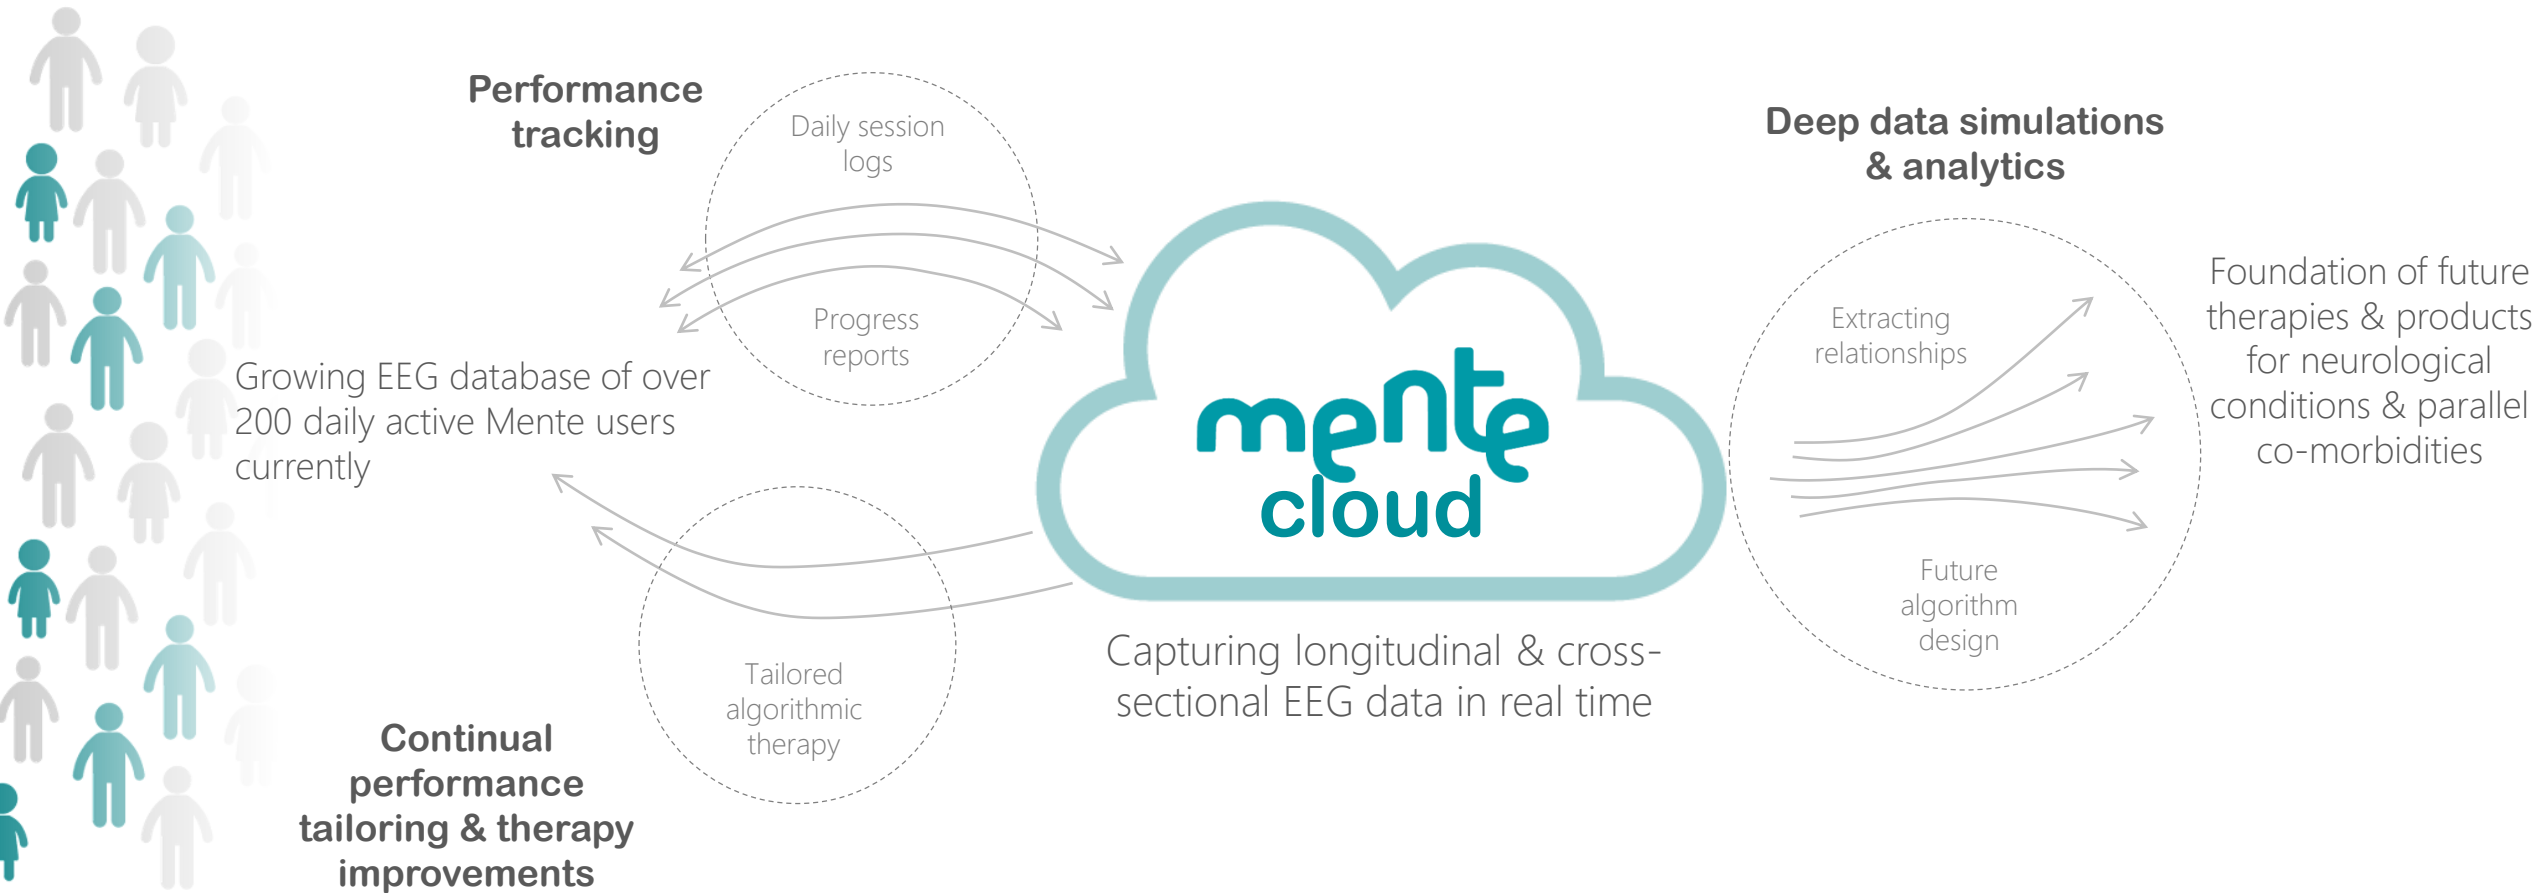 Performance
tracking
Daily session
logs
Progress
reports
Growing EEG database of over
200 daily active Mente users
currently
Tailored
algorithmic
therapy
Continual
performance
tailoring & therapy
improvements
mente
cloud
Capturing longitudinal & cross-
sectional EEG data in real time
Deep data simulations
& analytics
Extracting
relationships
Future
algorithm
design
Foundation of future
therapies & products
for neurological
conditions & parallel
co-morbidities